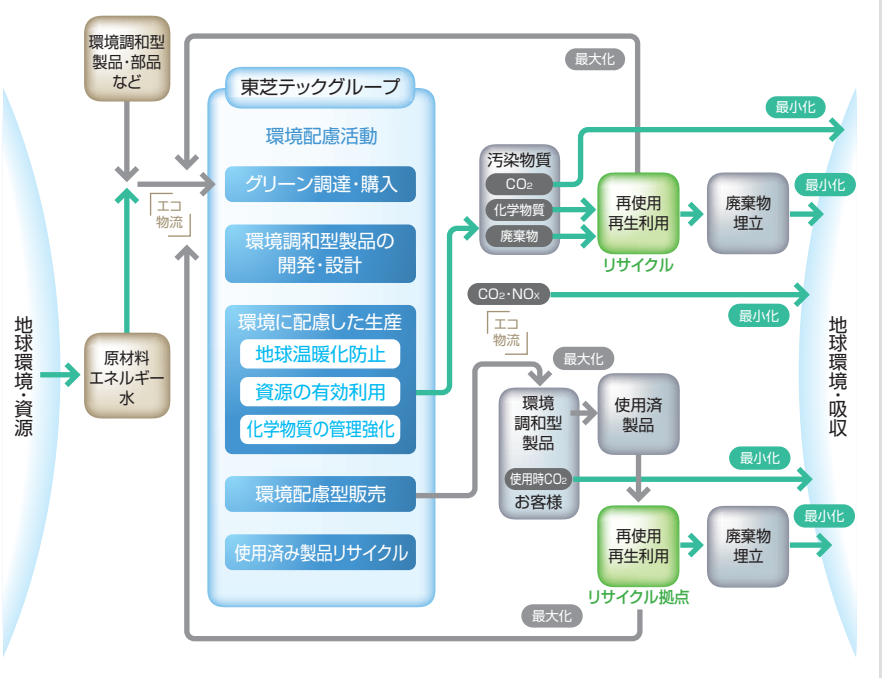 環境調和型
製品・部品
など
最大化
東芝テックグループ
環境配慮活動
グリーン調達・購入
環境調和型製品の
開発・設計
環境に配慮した生産
地球温暖化防止
資源の有効利用
化学物質の管理強化
環境配慮型販売
使用済み製品リサイクル
エコ
物流
地球環境・資源
原材料
エネルギー
水
汚染物質
CO2
化学物質
廃棄物
再使用
再生利用
リサイクル
廃棄物
埋立
最小化
最小化
CO2・NOX
最小化
エコ
物流
最大化
環境
調和型
製品
使用時CO2
お客様
使用済
製品
最小化
再使用
再生利用
リサイクル拠点
廃棄物
埋立
最小化
最大化
地球環境・吸収